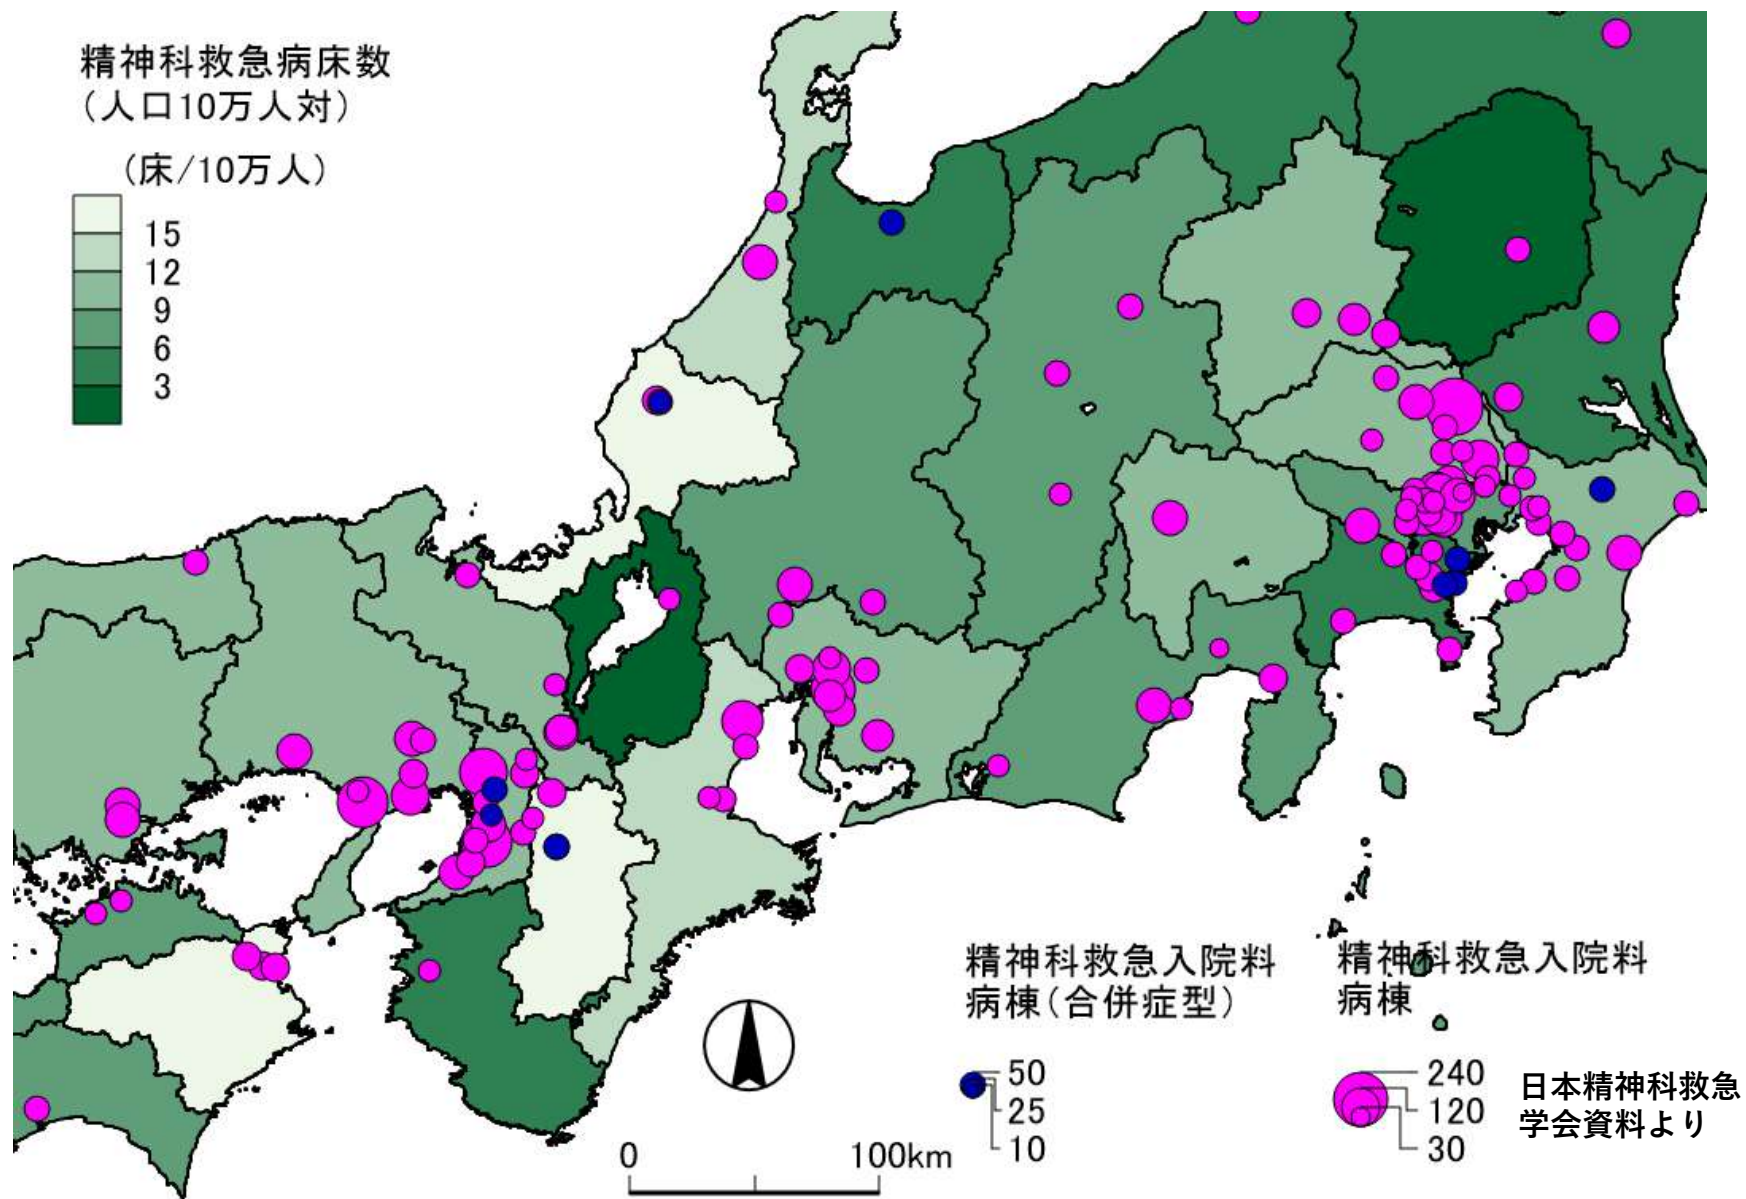 精神科救急病床数
（人口10万人対）
（床/10万人）
15
12
9
6
3
精神科救急入院料
病棟（合併症型）
50
25
10
精神科救急入院料
病棟
240
120
30
日本精神科救急
学会資料より
0 100km